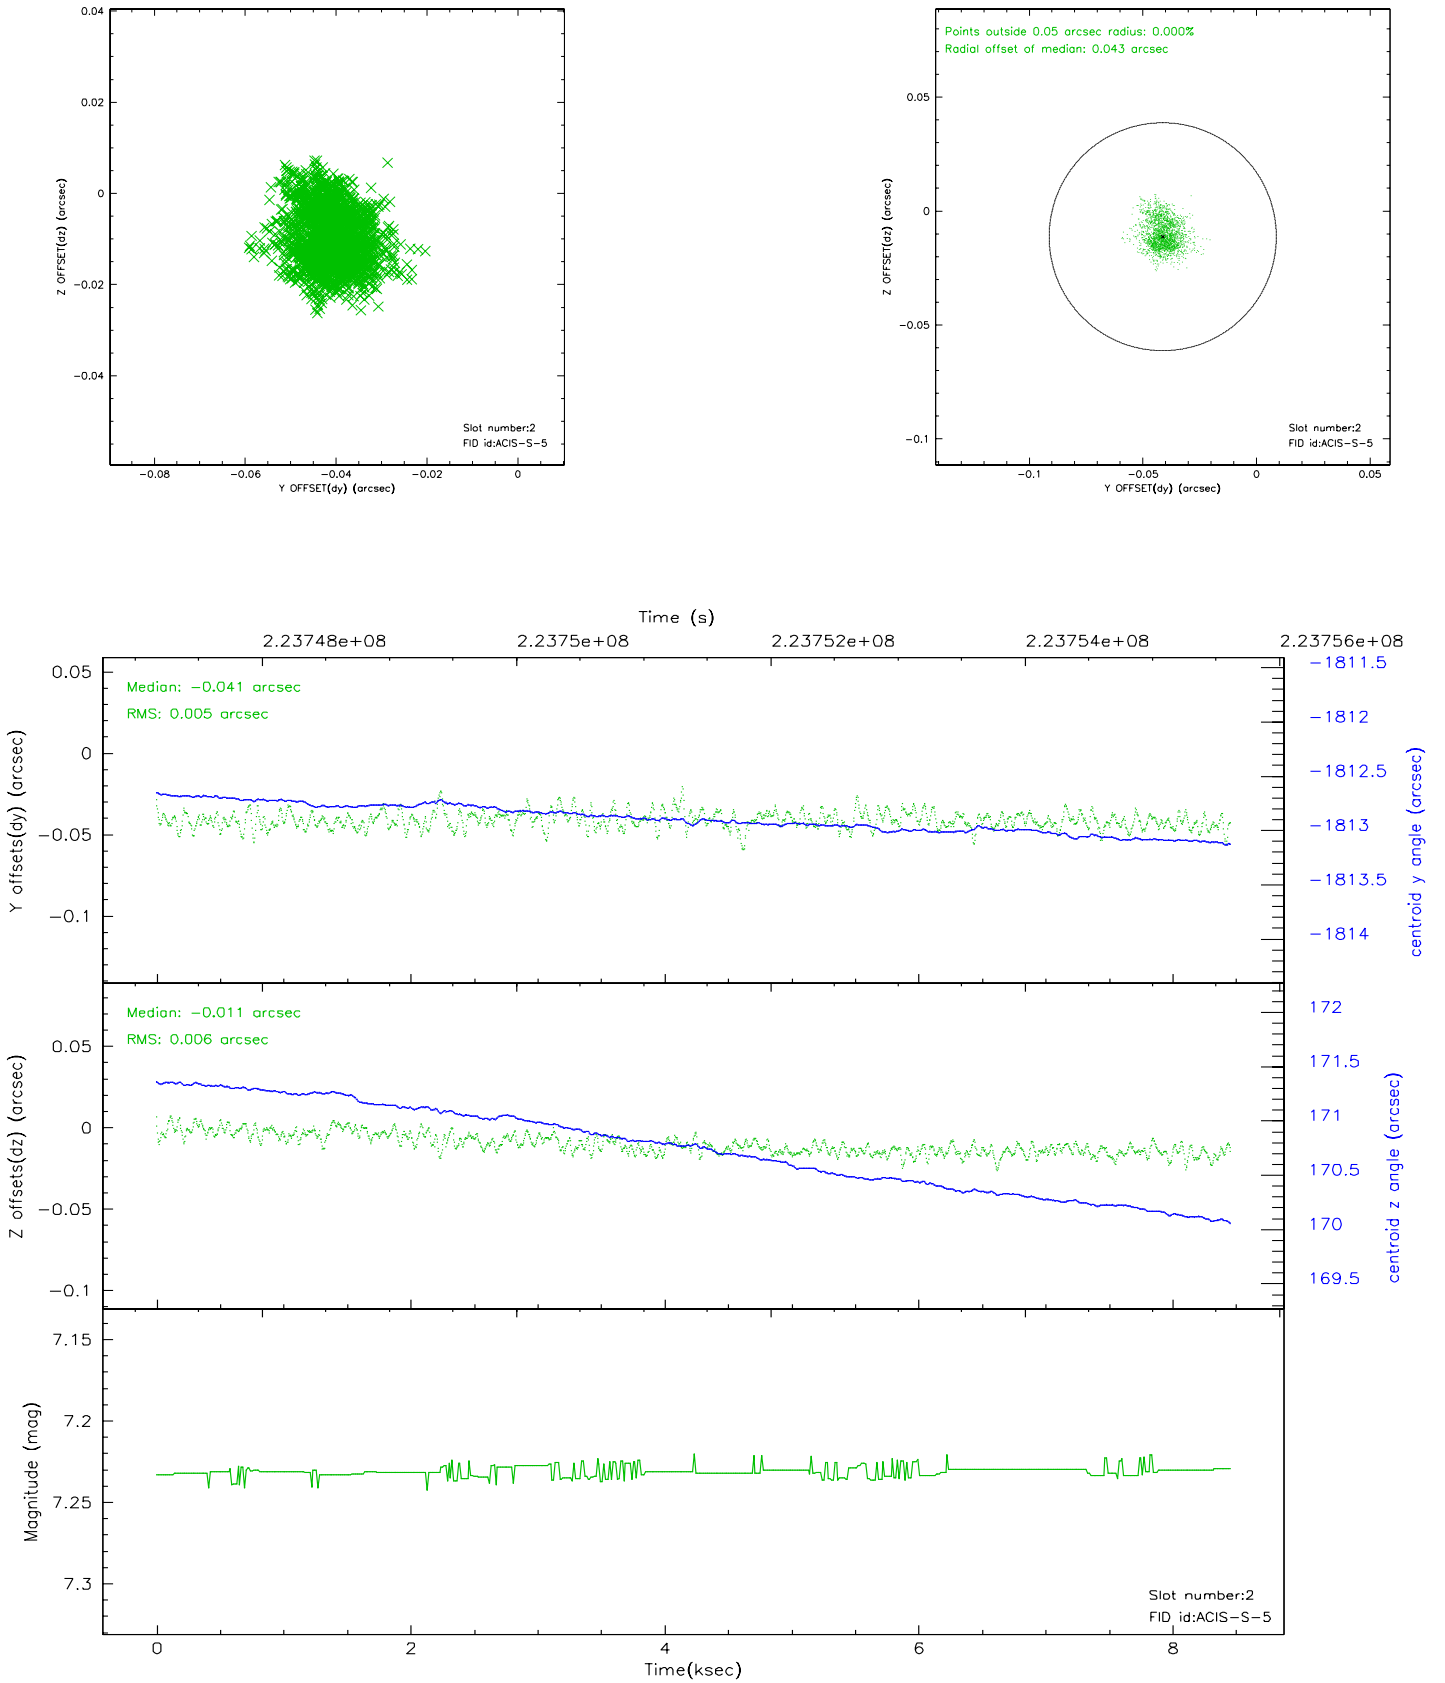 0.04
0.02
0
−0.02
−0.04
Z OFFSET(dz) (arcsec)
Slot number:2
FID id:ACIS−S−5
−0.08
−0.06
−0.04
−0.02
0
Y OFFSET(dy) (arcsec)
Points outside 0.05 arcsec radius: 0.000%
Radial offset of median: 0.043 arcsec
0.05
0
−0.05
−0.1
Z OFFSET(dz) (arcsec)
Slot number:2
FID id:ACIS−S−5
−0.1
−0.05
0
0.05
Y OFFSET(dy) (arcsec)
Time (s)
2.23748e+08
2.2375e+08
2.23752e+08
2.23754e+08
2.23756e+08
Median: −0.041 arcsec
RMS: 0.005 arcsec
0.05
0
−0.05
−0.1
Y offsets(dy) (arcsec)
−1811.5
−1812
−1812.5
−1813
−1813.5
−1814
centroid y angle (arcsec)
Median: −0.011 arcsec
RMS: 0.006 arcsec
0.05
0
−0.05
−0.1
Z offsets(dz) (arcsec)
172
171.5
171
170.5
170
169.5
centroid z angle (arcsec)
7.15
7.2
7.25
7.3
Magnitude (mag)
Slot number:2
FID id:ACIS−S−5
0
2
4
6
8
Time(ksec)